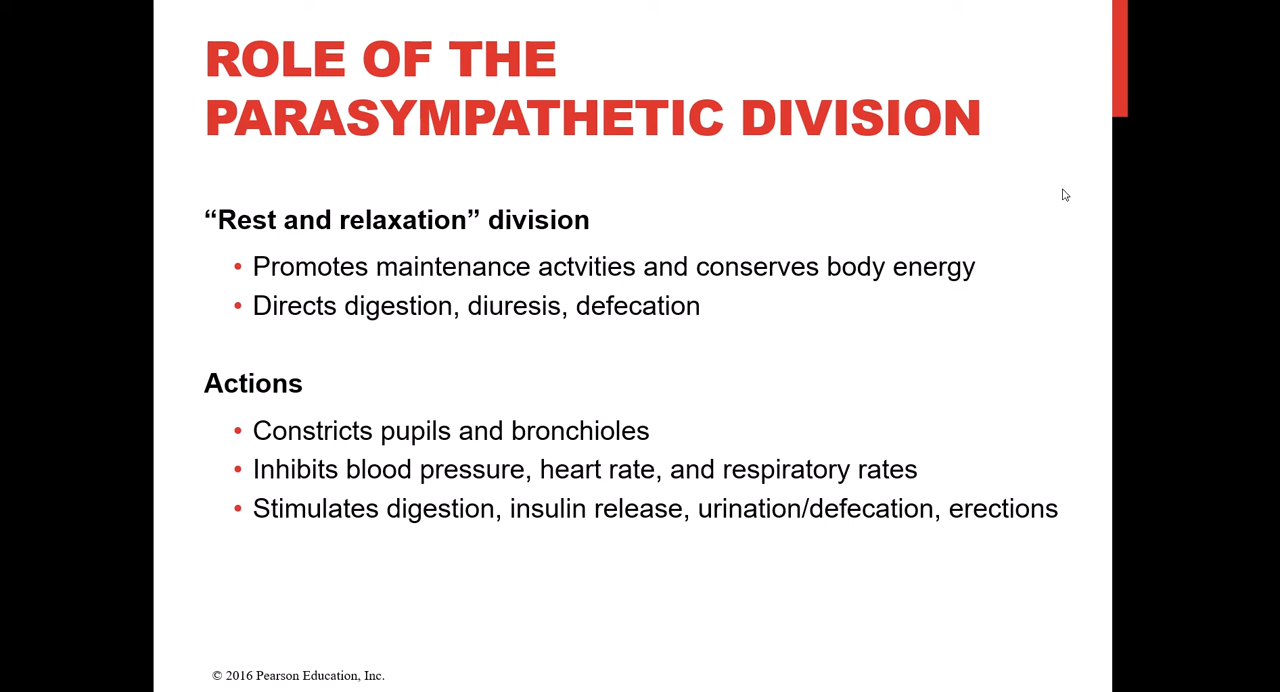 ROLE OF THE
PARASYMPATHETIC DIVISION
“Rest and relaxation” division
• Promotes maintenance actvities and conserves body energy
• Directs digestion, diuresis, defecation
Actions
• Constricts pupils and bronchioles
• Inhibits blood pressure, heart rate, and respiratory rates
• Stimulates digestion, insulin release, urination/defecation, erections
© 2016 Pearson Education, Inc.